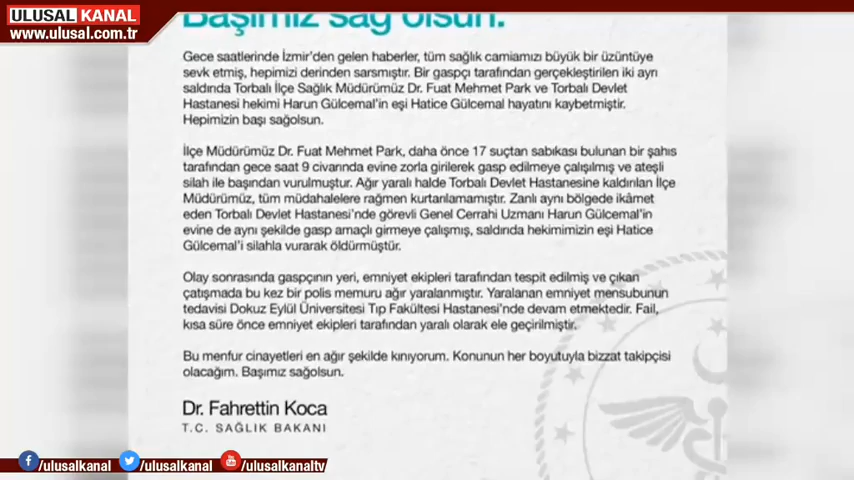 ULUSAL KANAL
www.ulusal.com.tr
Başımız sağ olsun.
Gece saatlerinde İzmir'den gelen haberler, tüm sağlık camiamızı büyük bir üzüntüye
sevk etmiş, hepimizi derinden sarsmıştır. Bir gaspçı tarafından gerçekleştirilen iki ayrı
saldırıda Torbalı İlçe Sağlık Müdürümüz Dr. Fuat Mehmet Park ve Torbalı Devlet
Hastanesi hekimi Harun Gülcemal'in eşi Hatice Gülcemal hayatını kaybetmiştir.
Hepimizin başı sağolsun.
İlçe Müdürümüz Dr. Fuat Mehmet Park, daha önce 17 suçtan sabıkası bulunan bir şahıs
tarafından gece saat 9 civarında evine zorla girilerek gasp edilmeye çalışılmış ve ateşli
silah ile başından vurulmuştur. Ağır yaralı halde Torbalı Devlet Hastanesine kaldırılan İlçe
Müdürümüz, tüm müdahalelere rağmen kurtarılamamıştır. Zanlı aynı bölgede ikâmet
eden Torbalı Devlet Hastanesi'nde görevli Genel Cerrahi Uzmanı Harun Gülcemal'in
evine de aynı şekilde gasp amaçlı girmeye çalışmış, saldırıda hekimimizin eşi Hatice
Gülcemal'i silahla vurarak öldürmüştür.
Olay sonrasında gaspçının yeri, emniyet ekipleri tarafından tespit edilmiş ve çıkan
çatışmada bu kez bir polis memuru ağır yaralanmıştır. Yaralanan emniyet mensubunun
tedavisi Dokuz Eylül Üniversitesi Tıp Fakültesi Hastanesi'nde devam etmektedir. Fail,
kısa süre önce emniyet ekipleri tarafından yaralı olarak ele geçirilmiştir.
Bu menfur cinayetleri en ağır şekilde kınıyorum. Konunun her boyutuyla bizzat takipçisi
olacağım. Başımız sağolsun.
Dr. Fahrettin Koca
T.C. SAĞLIK BAKANI
/ulusalkanal /ulusalkanal /ulusalkanaltv